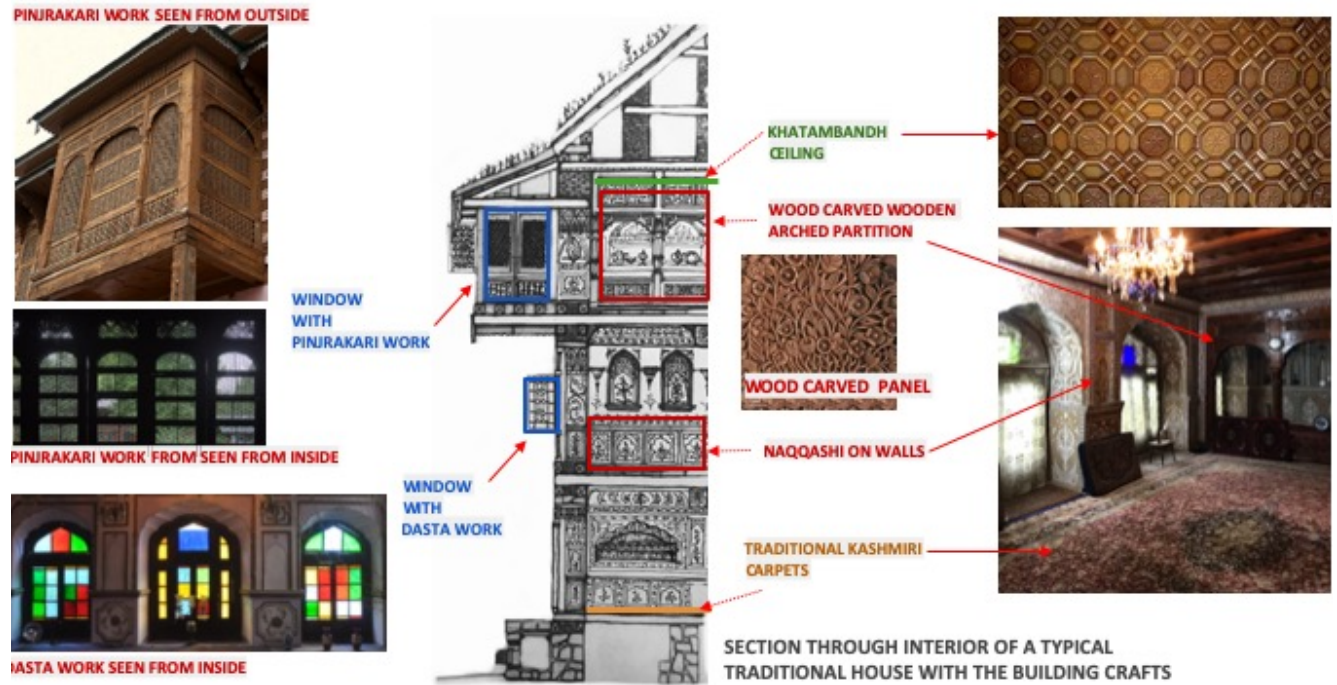 PINJRAKARI WORK SEEN FROM OUTSIDE
WINDOW
WITH
PINJRAKARI WORK
PINJRAKARI WORK FROM SEEN FROM INSIDE
WINDOW
WITH
DASTA WORK
DASTA WORK SEEN FROM INSIDE
KHATAMBANDH
CEILING
WOOD CARVED WOODEN
ARCHED PARTITION
WOOD CARVED PANEL
NAQQASHI ON WALLS
TRADITIONAL KASHMIRI
CARPETS
SECTION THROUGH INTERIOR OF A TYPICAL
TRADITIONAL HOUSE WITH THE BUILDING CRAFTS